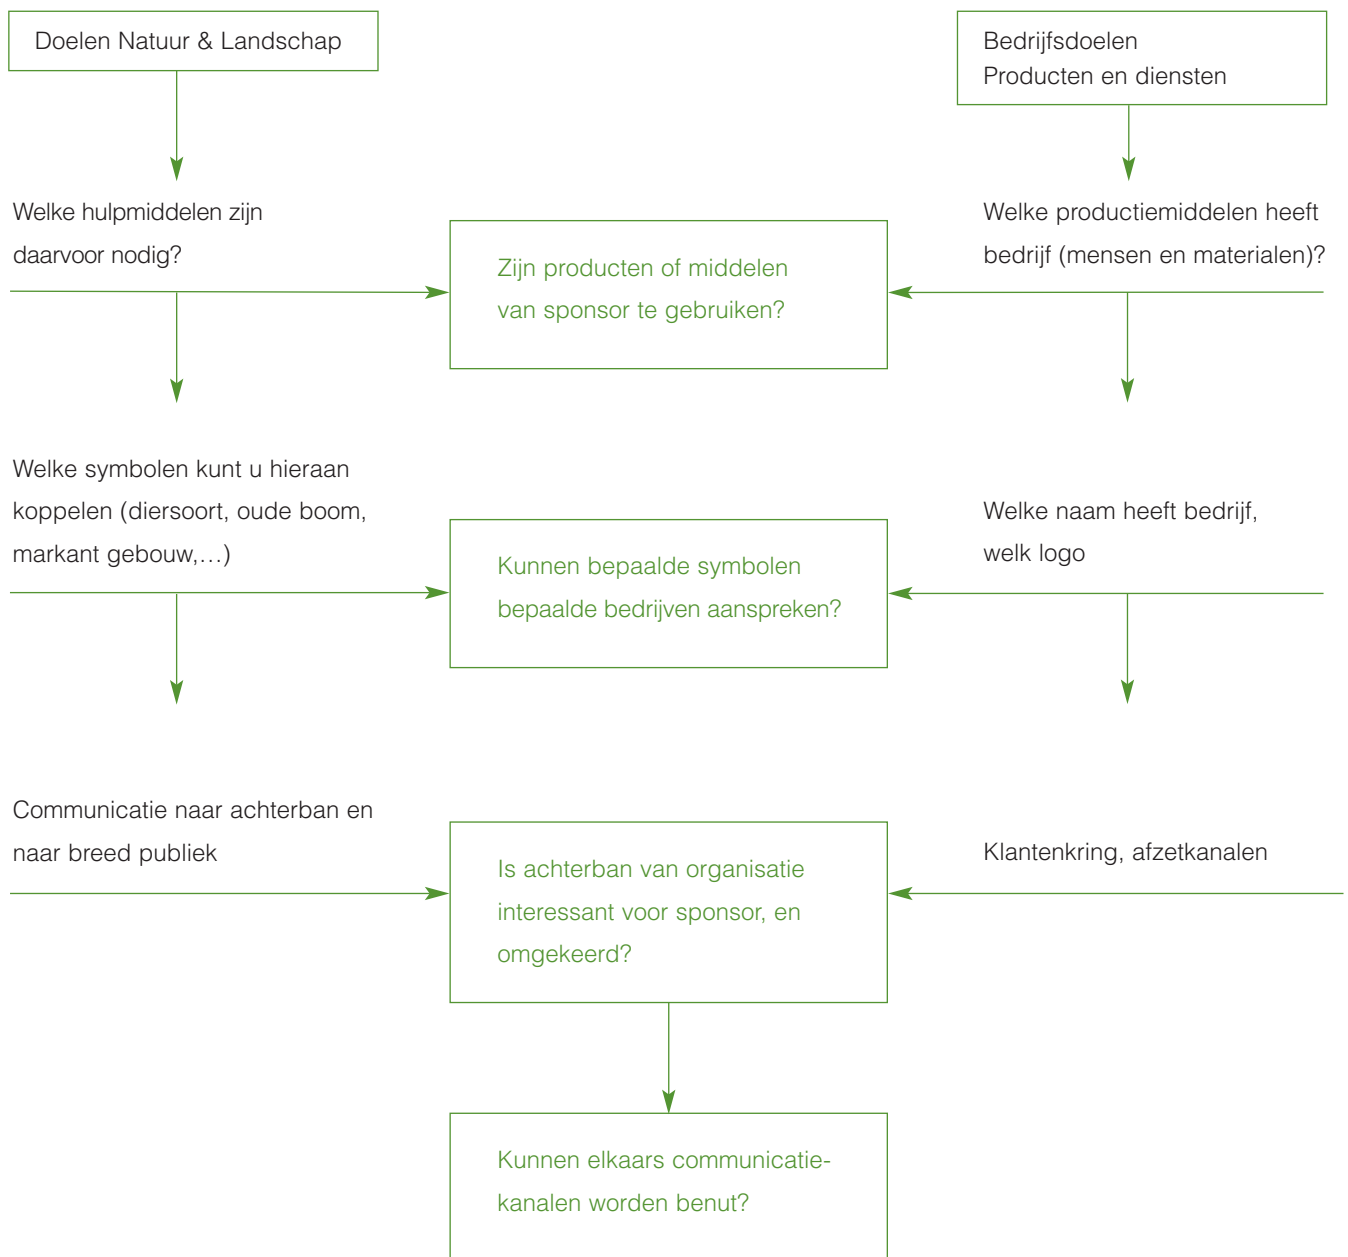 Doelen Natuur & Landschap
Bedrijfsdoelen
Producten en diensten
Welke hulpmiddelen zijn
daarvoor nodig?
Zijn producten of middelen
van sponsor te gebruiken?
Welke productiemiddelen heeft
bedrijf (mensen en materialen)?
Welke symbolen kunt u hieraan
koppelen (diersoort, oude boom,
markant gebouw,…)
Kunnen bepaalde symbolen
bepaalde bedrijven aanspreken?
Welke naam heeft bedrijf,
welk logo
Communicatie naar achterban en
naar breed publiek
Is achterban van organisatie
interessant voor sponsor, en
omgekeerd?
Klantenkring, afzetkanalen
Kunnen elkaars communicatie-
kanalen worden benut?